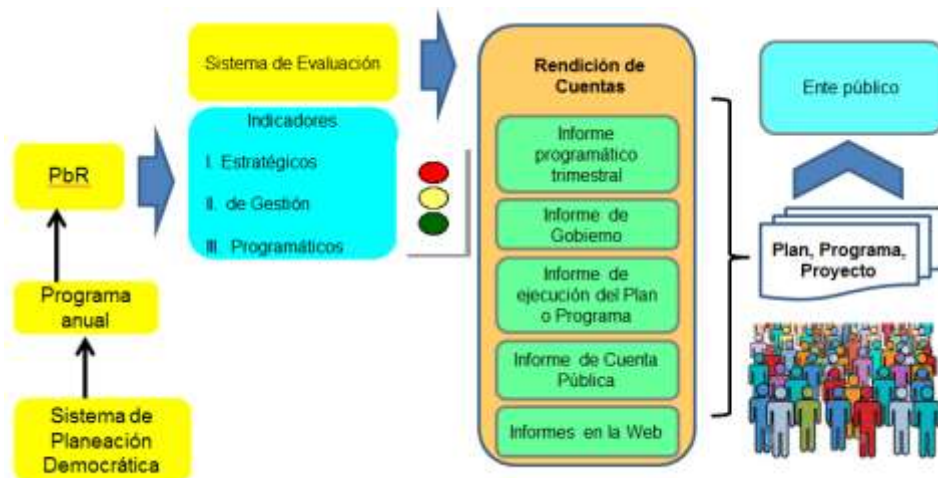 Sistema de Evaluación
Indicadores
I. Estratégicos
II. de Gestión
III. Programáticos
PbR
Programa
anual
Sistema de
Planeación
Democrática
Rendición de
Cuentas
Informe
programático
trimestral
Informe de
Gobierno
Informe de
ejecución del Plan
o Programa
Informe de Cuenta
Pública
Informes en la Web
Ente público
Plan, Programa,
Proyecto